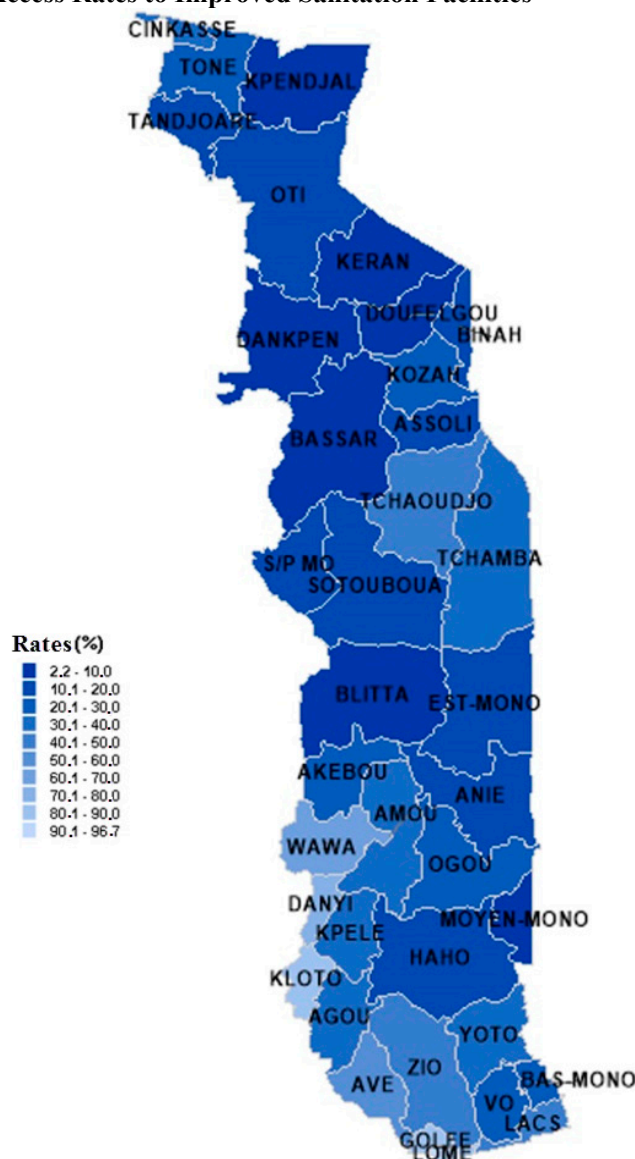 Access Rates to Improved Sanitation Facilities
CINKASSE
TONE
KPENDJAL
TANDJOARE
OTI
KERAN
DOUFELGOU
BINAH
DANKPEN
KOZAH
ASSOLI
BASSAR
TCHAOUDJO
TCHAMBA
S/P MO
SOTOUBOUA
Rates(%)
2.2 - 10.0
10.1 - 20.0
20.1 - 30.0
30.1 - 40.0
40.1 - 50.0
50.1 - 60.0
60.1 - 70.0
70.1 - 80.0
80.1 - 90.0
90.1 - 96.7
BLITTA
EST-MONO
AKEBOU
ANIE
AMOU
WAWA
OGOU
DANYI
MOYEN-MONO
KPELE
HAHO
KLOTO
AGOU
YOTO
ZIO
AVE
BAS-MONO
VO
LACS
GOLFE
LOME